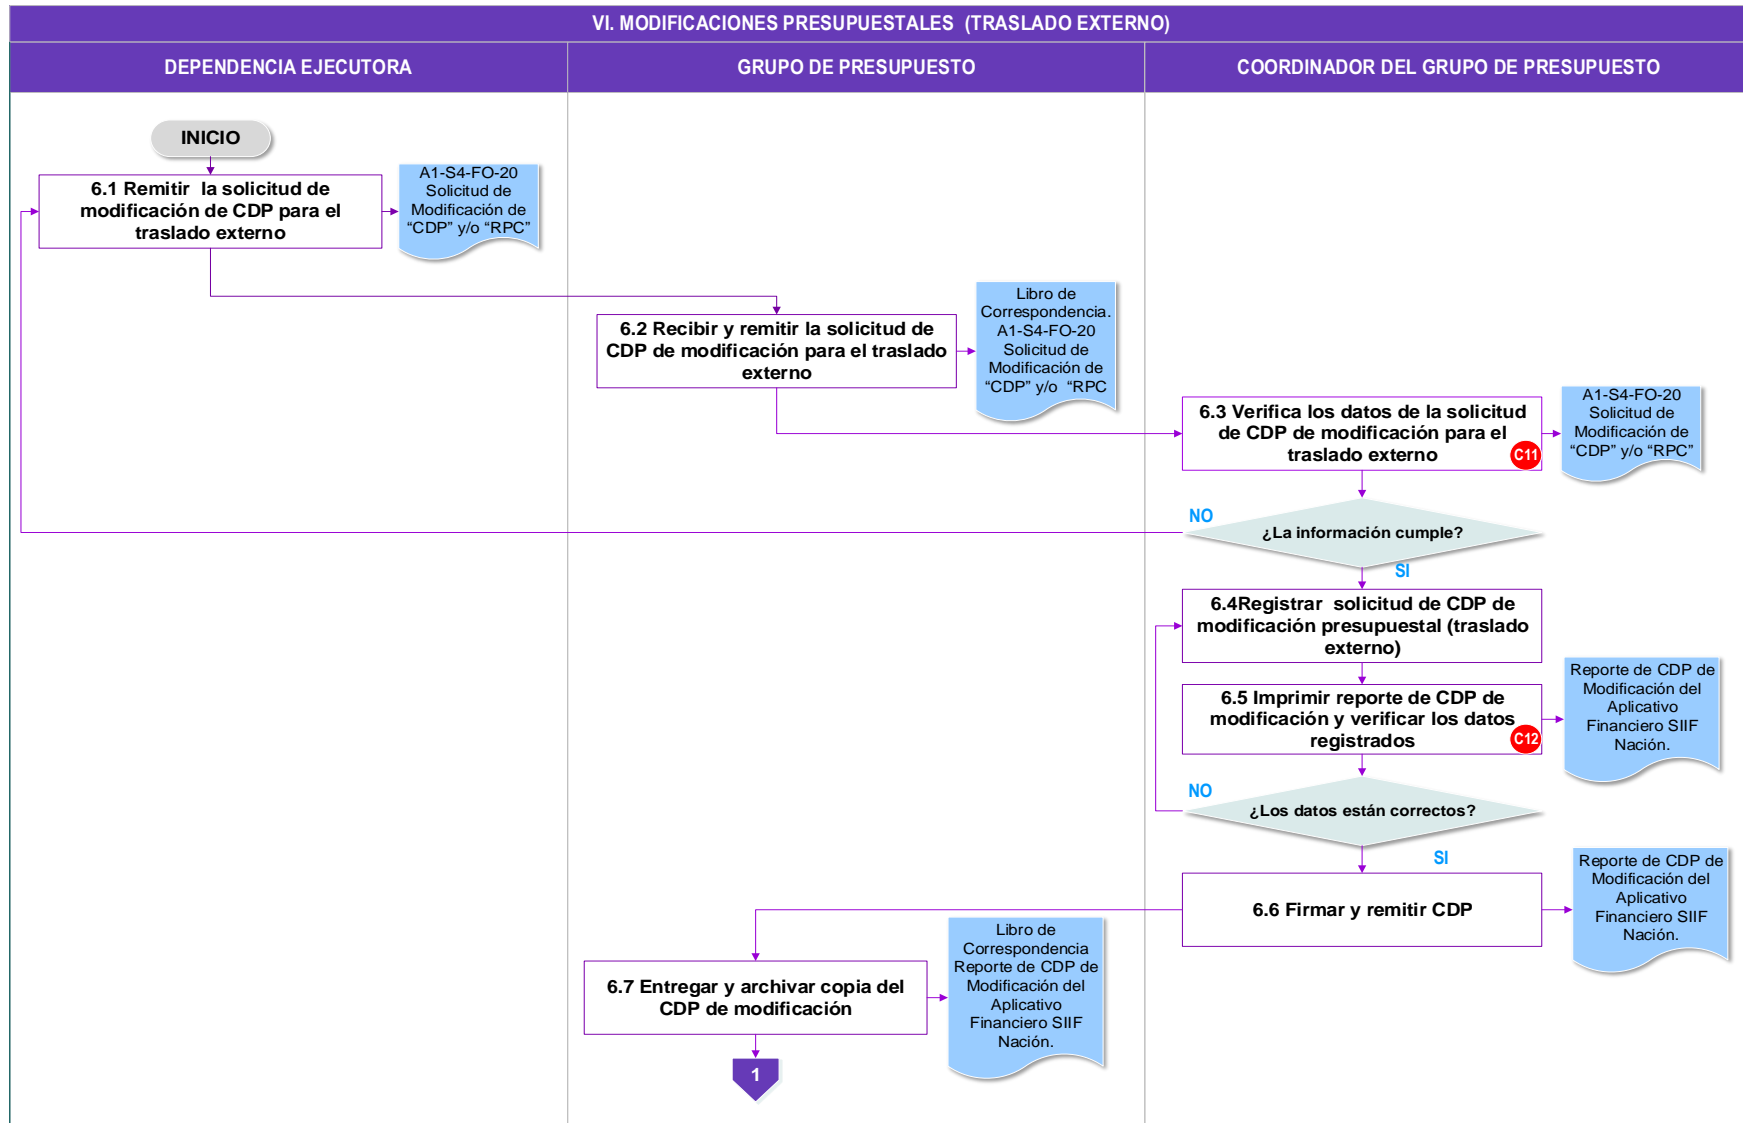 VI. MODIFICACIONES PRESUPUESTALES (TRASLADO EXTERNO)
DEPENDENCIA EJECUTORA
GRUPO DE PRESUPUESTO
COORDINADOR DEL GRUPO DE PRESUPUESTO
INICIO
6.1 Remitir la solicitud de
modificación de CDP para el
traslado externo
A1-S4-FO-20
Solicitud de
Modificación de
“CDP” y/o “RPC”
6.2 Recibir y remitir la solicitud de
CDP de modificación para el traslado
externo
Libro de
Correspondencia.
A1-S4-FO-20
Solicitud de
Modificación de
“CDP” y/o “RPC
6.3 Verifica los datos de la solicitud
de CDP de modificación para el
traslado externo
C11
A1-S4-FO-20
Solicitud de
Modificación de
“CDP” y/o “RPC”
NO
¿La información cumple?
SI
6.4Registrar solicitud de CDP de
modificación presupuestal (traslado
externo)
6.5 Imprimir reporte de CDP de
modificación y verificar los datos
registrados
C12
Reporte de CDP de
Modificación del
Aplicativo
Financiero SIIF
Nación.
NO
¿Los datos están correctos?
SI
6.6 Firmar y remitir CDP
Reporte de CDP de
Modificación del
Aplicativo
Financiero SIIF
Nación.
6.7 Entregar y archivar copia del
CDP de modificación
Libro de
Correspondencia
Reporte de CDP de
Modificación del
Aplicativo
Financiero SIIF
Nación.
1